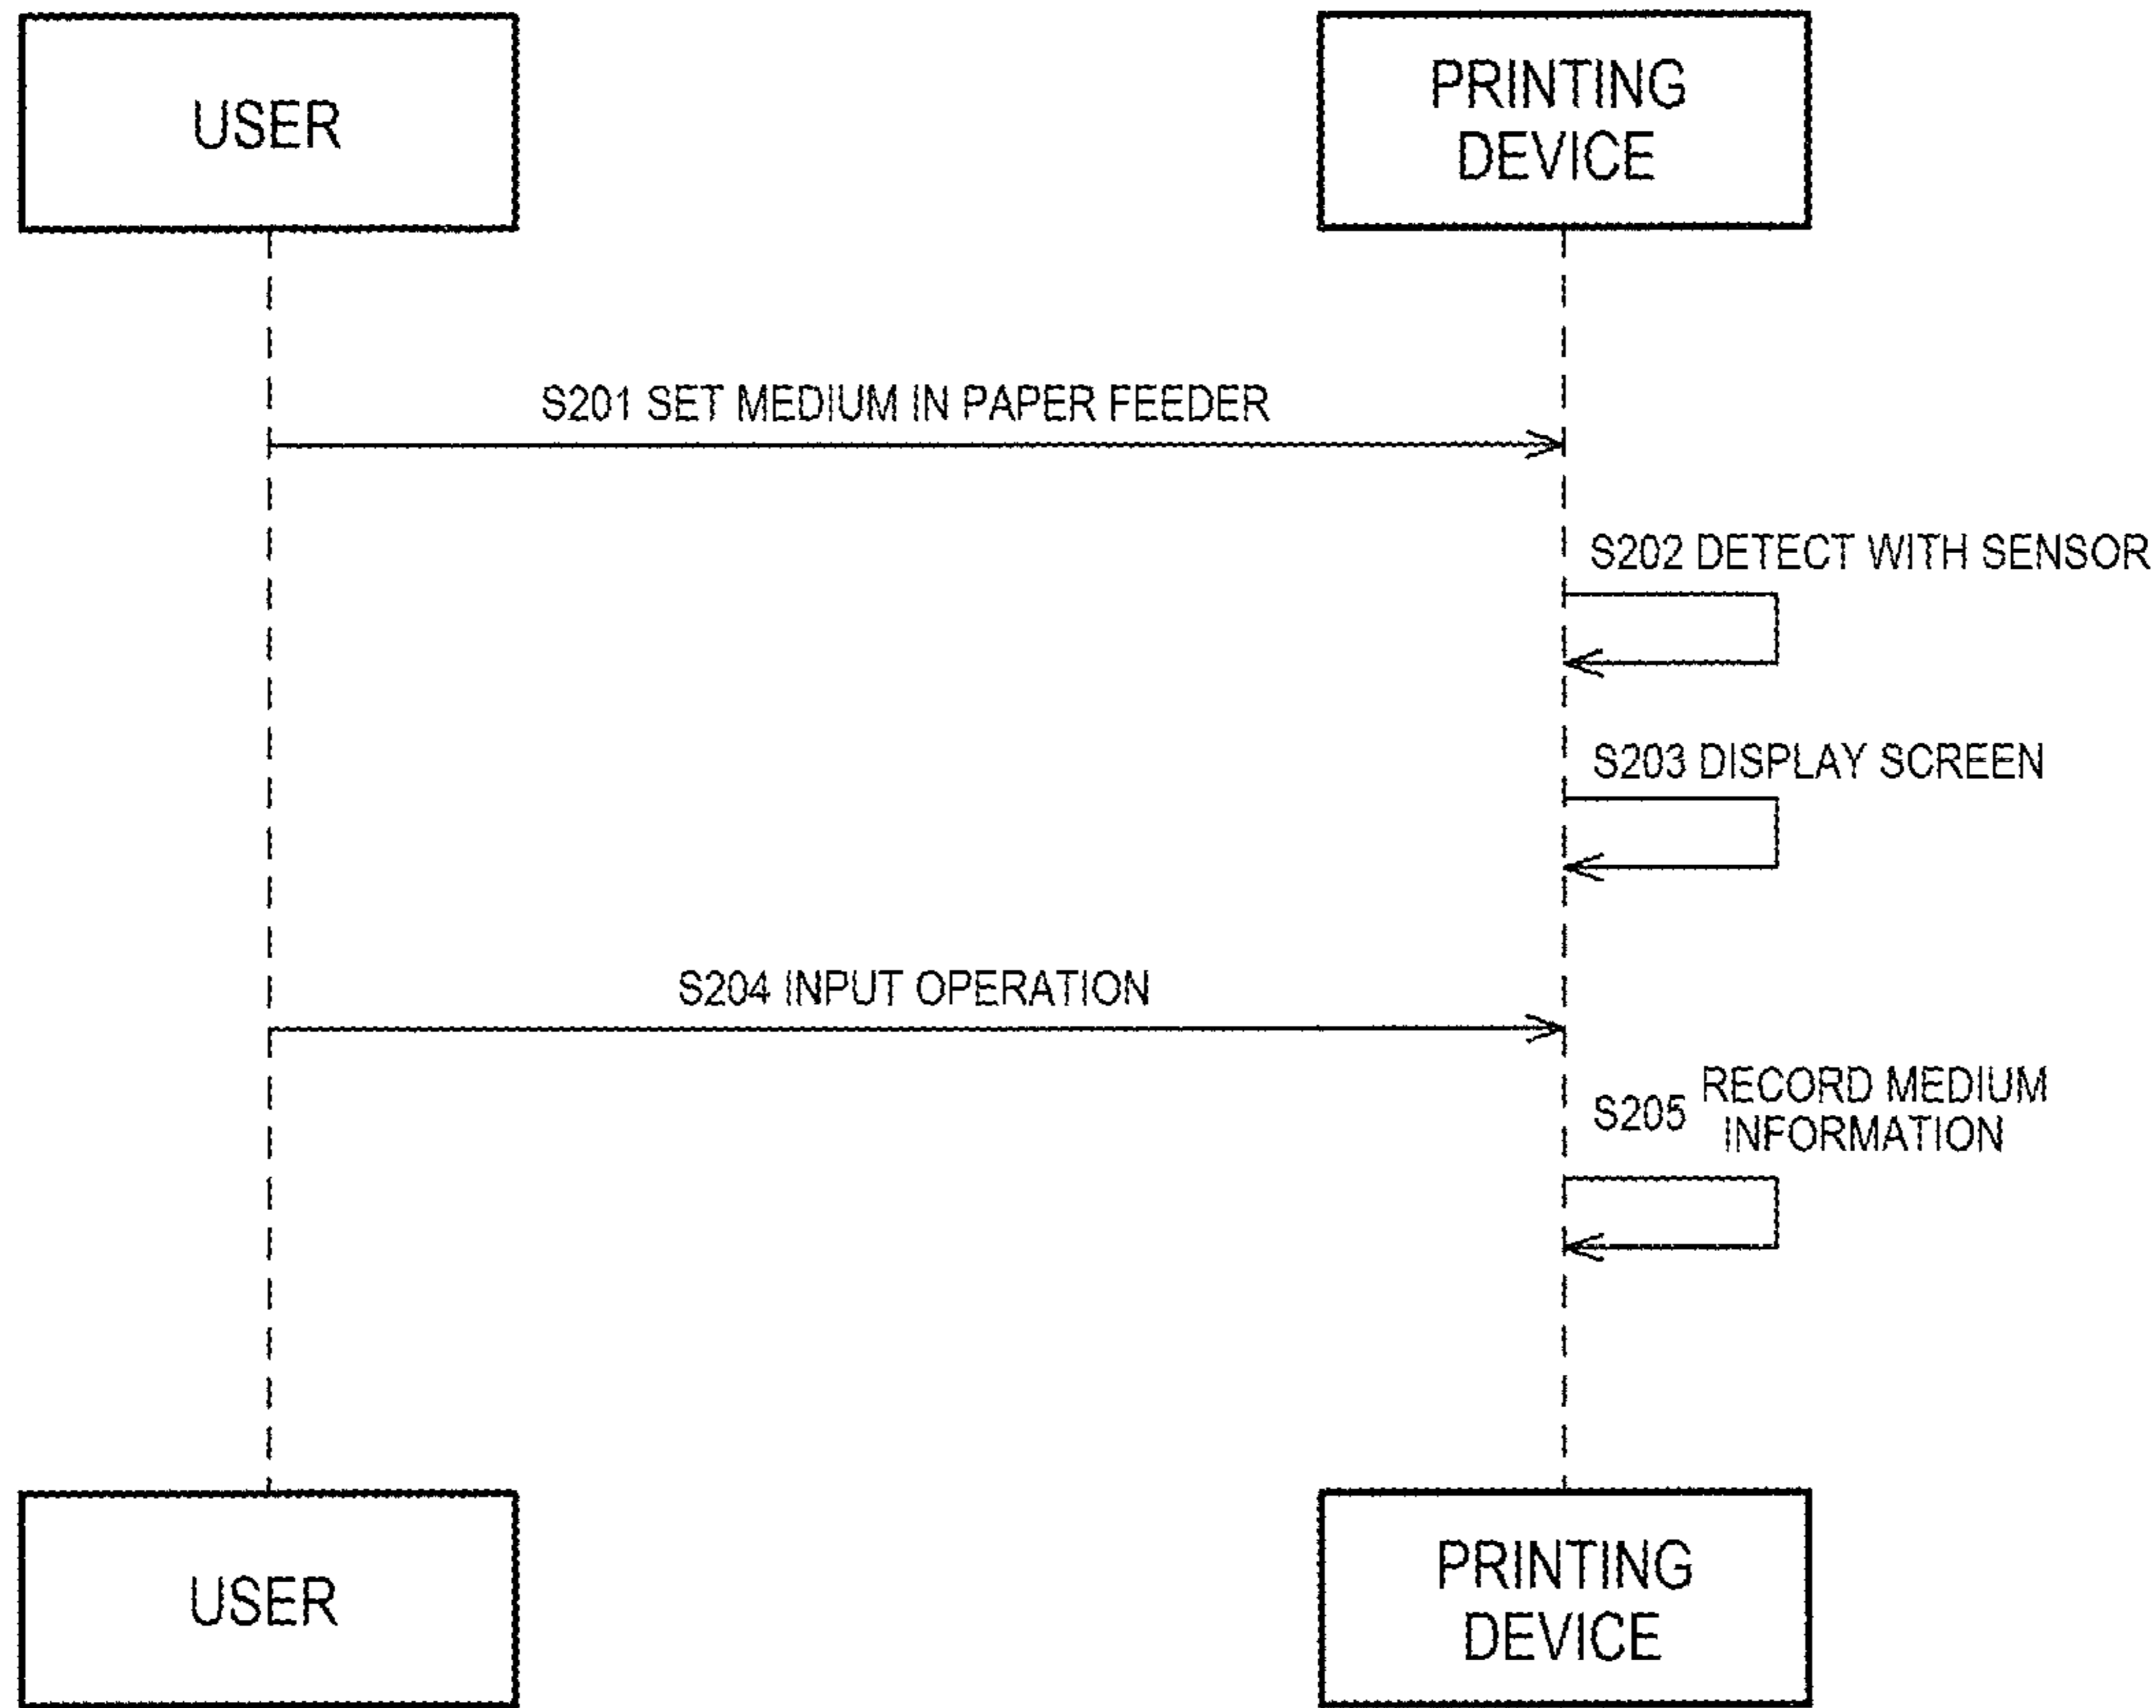 USER
PRINTING
DEVICE
S201 SET MEDIUM IN PAPER FEEDER
S202 DETECT WITH SENSOR
S203 DISPLAY SCREEN
S204 INPUT OPERATION
S205 RECORD MEDIUM
INFORMATION
USER
PRINTING
DEVICE